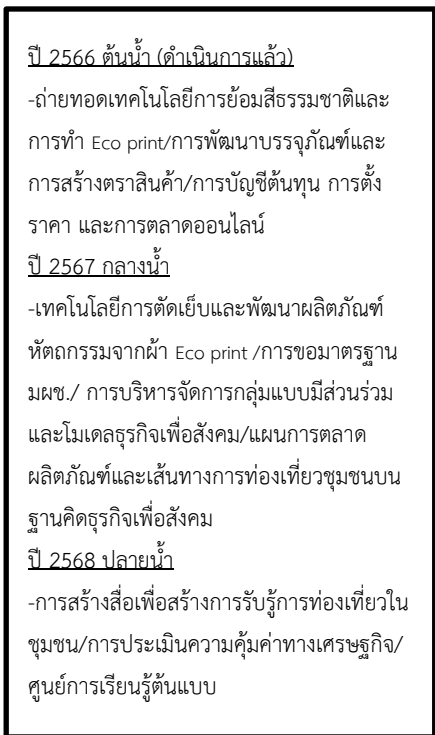 ปี 2566 ต้นน้ำ (ดำเนินการแล้ว)
-ถ่ายทอดเทคโนโลยีการย้อมสีธรรมชาติและ
การทำ Eco print/การพัฒนาบรรจุภัณฑ์และ
การสร้างตราสินค้า/การบัญชีต้นทุน การตั้ง
ราคา และการตลาดออนไลน์
ปี 2567 กลางน้ำ
-เทคโนโลยีการตัดเย็บและพัฒนาผลิตภัณฑ์
หัตถกรรมจากผ้า Eco print /การขอมาตรฐาน
มผช./ การบริหารจัดการกลุ่มแบบมีส่วนร่วม
และโมเดลธุรกิจเพื่อสังคม/แผนการตลาด
ผลิตภัณฑ์และเส้นทางการท่องเที่ยวชุมชนบน
ฐานคิดธุรกิจเพื่อสังคม
ปี 2568 ปลายน้ำ
-การสร้างสื่อเพื่อสร้างการรับรู้การท่องเที่ยวใน
ชุมชน/การประเมินความคุ้มค่าทางเศรษฐกิจ/
ศูนย์การเรียนรู้ต้นแบบ